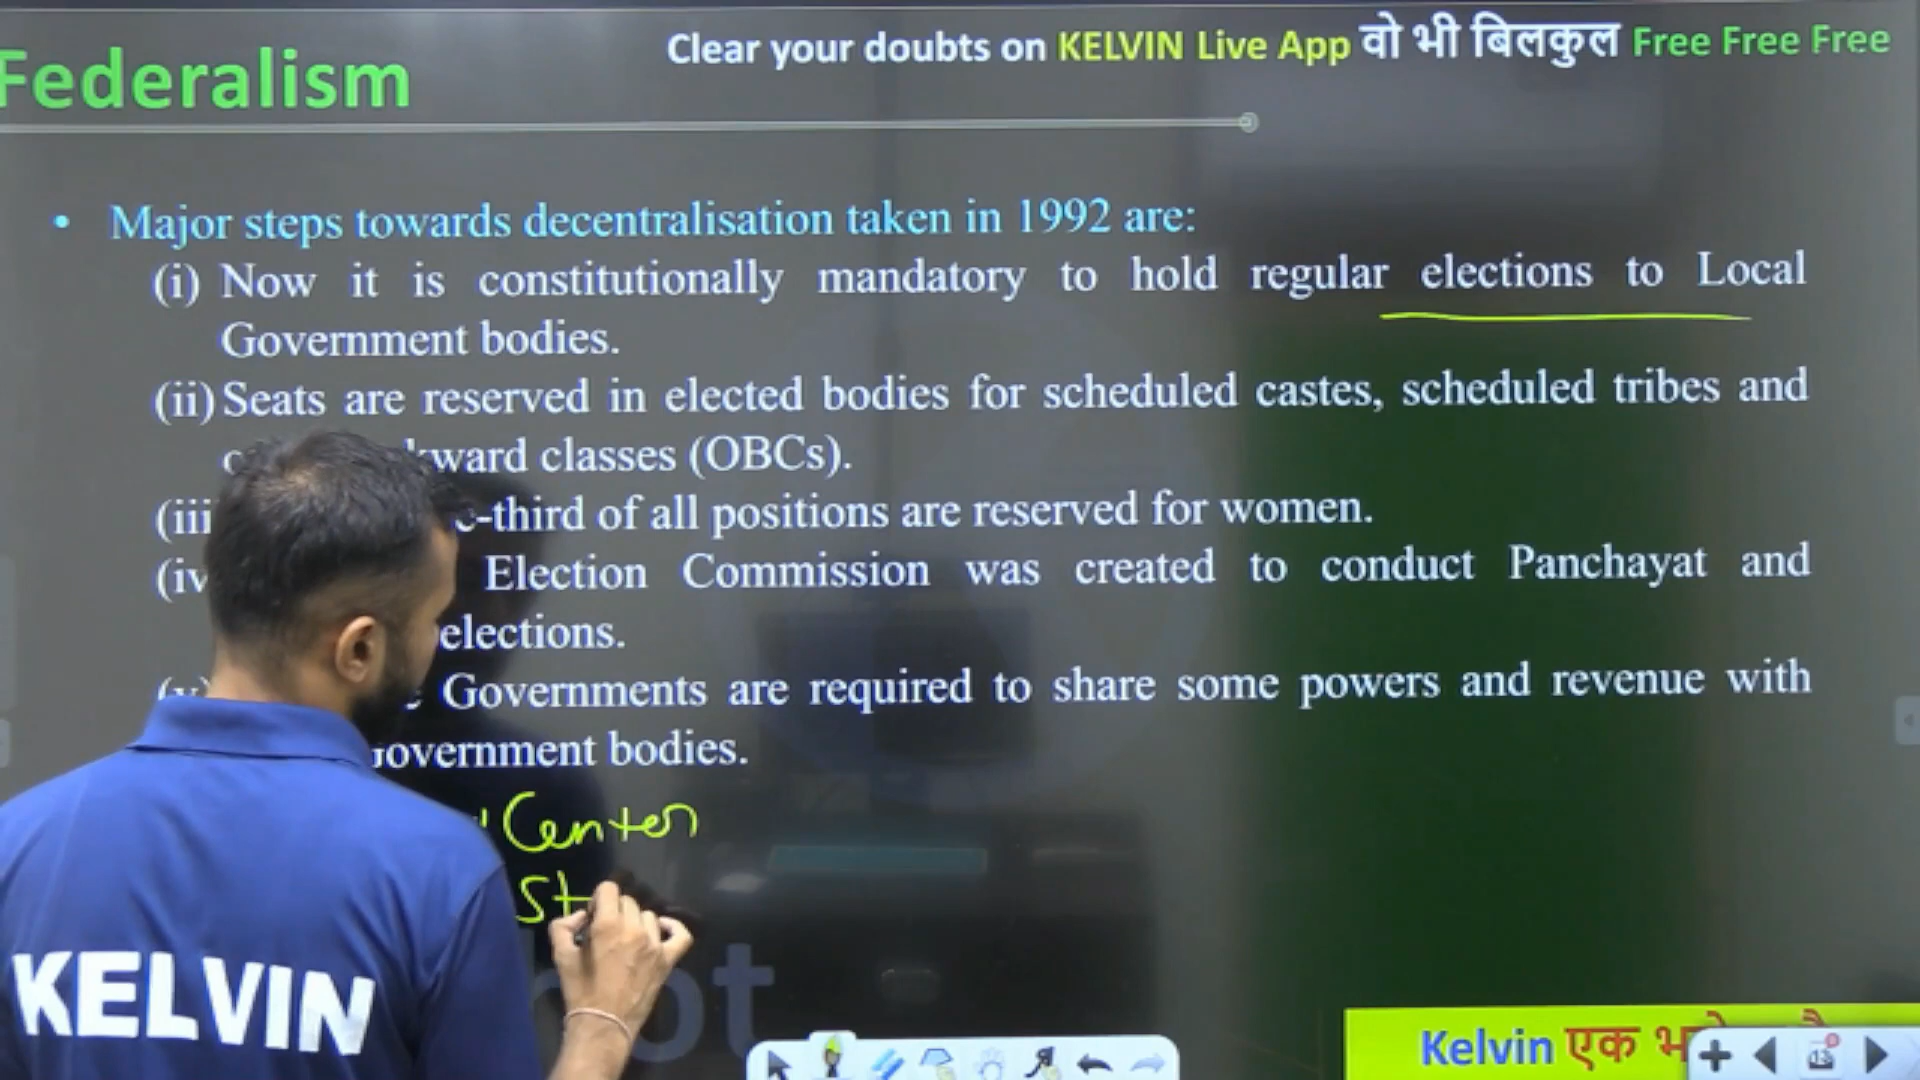 Clear your doubts on KELVIN Live App वो भी बिलकुल Free Free Free
Federalism
• Major steps towards decentralisation taken in 1992 are:
(i) Now it is constitutionally mandatory to hold regular elections to Local
Government bodies.
(ii) Seats are reserved in elected bodies for scheduled castes, scheduled tribes and
classes (OBCs).
of all positions are reserved for women.
Election Commission was created to conduct Panchayat and
elections.
Governments are required to share some powers and revenue with
bodies.
Center
St
KELVIN
Kelvin एक